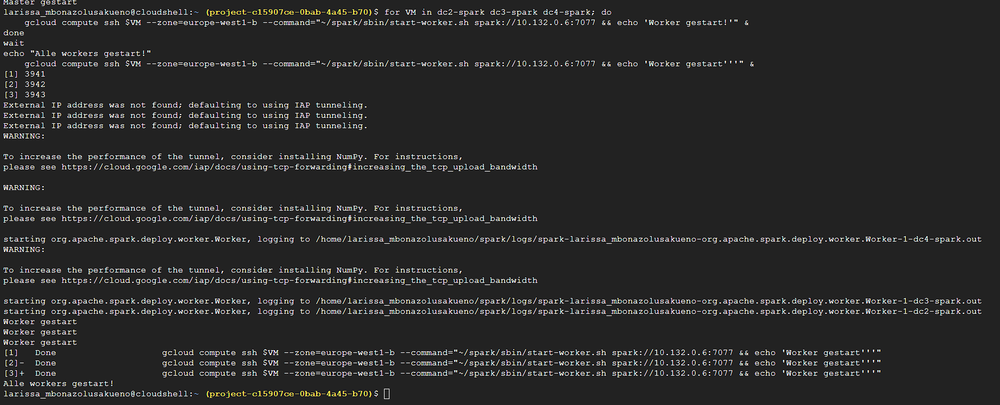 Master gestart
larissa_mbonazolusakueno@cloudshell:~ (project-c15907ce-0bab-4a45-b70)$ for VM in dc2-spark dc3-spark dc4-spark; do
    gcloud compute ssh $VM --zone=europe-west1-b --command="~/spark/sbin/start-worker.sh spark://10.132.0.6:7077 && echo 'Worker gestart!'" &
done
wait
echo "Alle workers gestart!"
    gcloud compute ssh $VM --zone=europe-west1-b --command="~/spark/sbin/start-worker.sh spark://10.132.0.6:7077 && echo 'Worker gestart'''" &
[1] 3941
[2] 3942
[3] 3943
External IP address was not found; defaulting to using IAP tunneling.
External IP address was not found; defaulting to using IAP tunneling.
External IP address was not found; defaulting to using IAP tunneling.
WARNING:
To increase the performance of the tunnel, consider installing NumPy. For instructions,
please see https://cloud.google.com/iap/docs/using-tcp-forwarding#increasing_the_tcp_upload_bandwidth
WARNING:
To increase the performance of the tunnel, consider installing NumPy. For instructions,
please see https://cloud.google.com/iap/docs/using-tcp-forwarding#increasing_the_tcp_upload_bandwidth
starting org.apache.spark.deploy.worker.Worker, logging to /home/larissa_mbonazolusakueno/spark/logs/spark-larissa_mbonazolusakueno-org.apache.spark.deploy.worker.Worker-1-dc4-spark.out
WARNING:
To increase the performance of the tunnel, consider installing NumPy. For instructions,
please see https://cloud.google.com/iap/docs/using-tcp-forwarding#increasing_the_tcp_upload_bandwidth
starting org.apache.spark.deploy.worker.Worker, logging to /home/larissa_mbonazolusakueno/spark/logs/spark-larissa_mbonazolusakueno-org.apache.spark.deploy.worker.Worker-1-dc3-spark.out
starting org.apache.spark.deploy.worker.Worker, logging to /home/larissa_mbonazolusakueno/spark/logs/spark-larissa_mbonazolusakueno-org.apache.spark.deploy.worker.Worker-1-dc2-spark.out
Worker gestart
Worker gestart
Worker gestart
[1]   Done                    gcloud compute ssh $VM --zone=europe-west1-b --command="~/spark/sbin/start-worker.sh spark://10.132.0.6:7077 && echo 'Worker gestart'''"
[2]-  Done                    gcloud compute ssh $VM --zone=europe-west1-b --command="~/spark/sbin/start-worker.sh spark://10.132.0.6:7077 && echo 'Worker gestart'''"
[3]+  Done                    gcloud compute ssh $VM --zone=europe-west1-b --command="~/spark/sbin/start-worker.sh spark://10.132.0.6:7077 && echo 'Worker gestart'''"
Alle workers gestart!
larissa_mbonazolusakueno@cloudshell:~ (project-c15907ce-0bab-4a45-b70)$